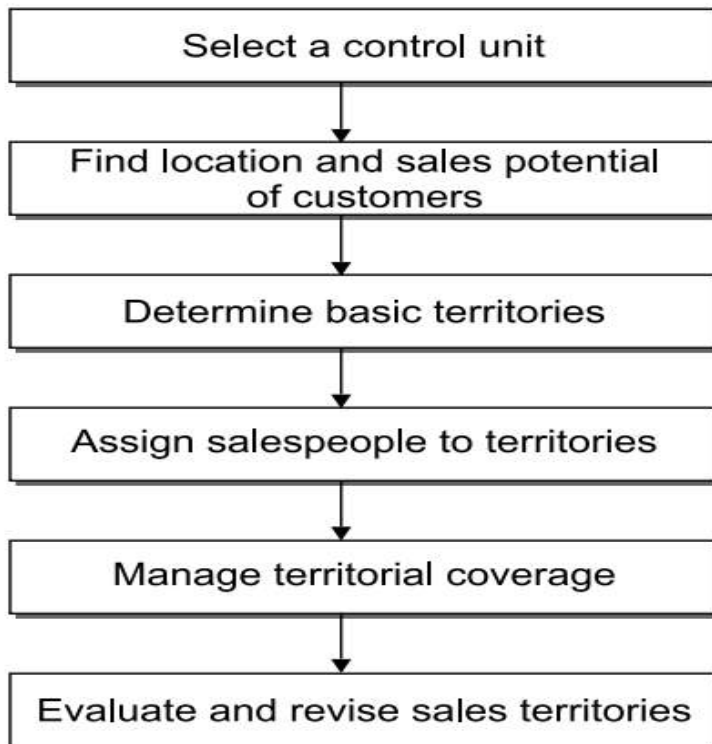 Select a control unit
Find location and sales potential
of customers
Determine basic territories
Assign salespeople to territories
Manage territorial coverage
Evaluate and revise sales territories